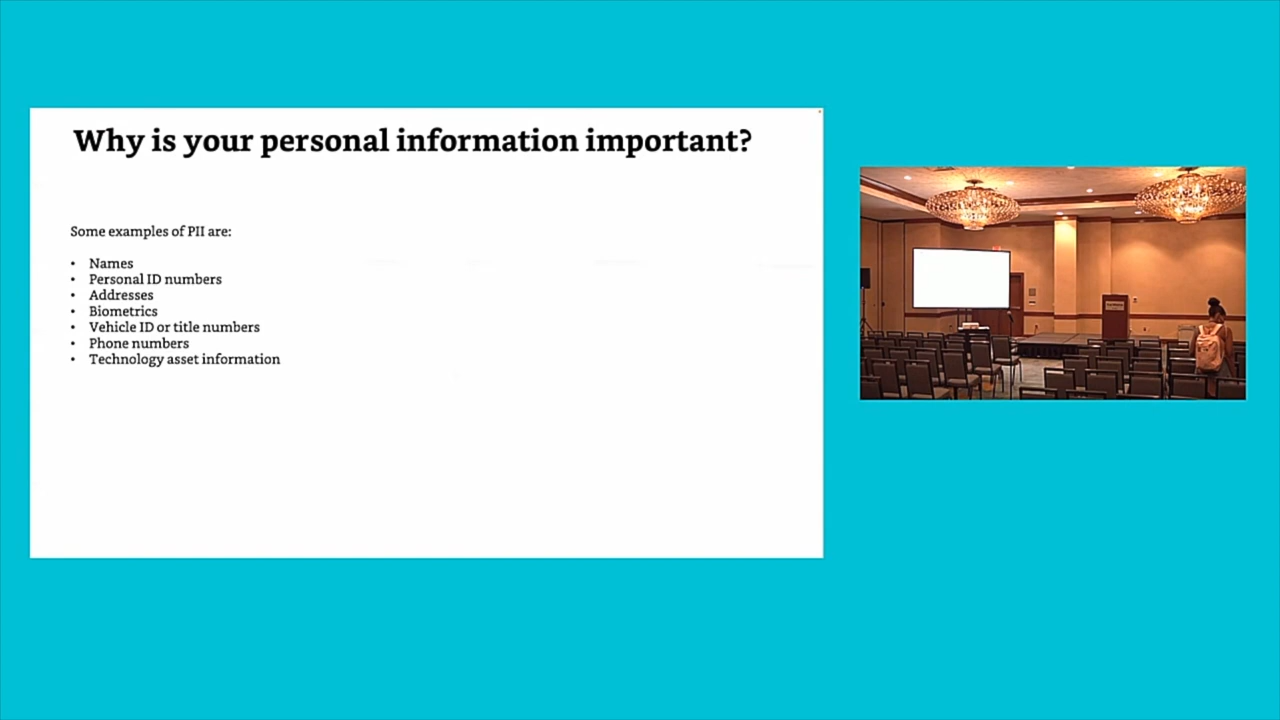 Why is your personal information important?
Some examples of PII are:
• Names
• Personal ID numbers
• Addresses
• Biometrics
• Vehicle ID or title numbers
• Phone numbers
• Technology asset information